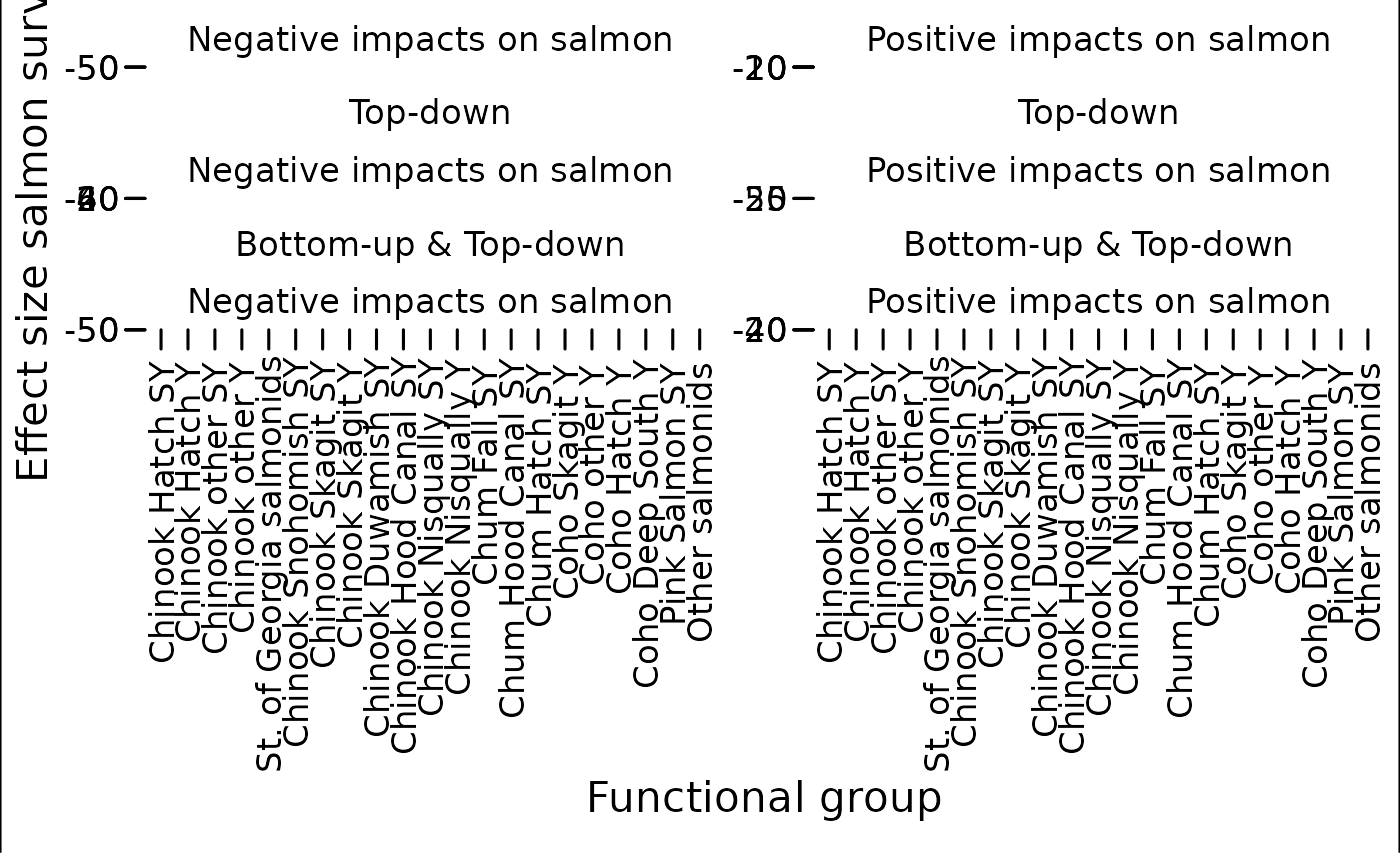 Effect size salmon surv
Negative impacts on salmon
Positive impacts on salmon
-50
Top-down
Top-down
Negative impacts on salmon
Positive impacts on salmon
Bottom-up & Top-down
Bottom-up & Top-down
Negative impacts on salmon
Positive impacts on salmon
-50
Chinook Hatch SY
Chinook Hatch Y
Chinook other SY
Chinook other Y
St. of Georgia salmonids
Chinook Snohomish SY
Chinook Skagit SY
Chinook Skagit Y
Chinook Duwamish SY
Chinook Hood Canal SY
Chinook Nisqually SY
Chinook Nisqually Y
Chum Fall SY
Chum Hood Canal SY
Chum Hatch SY
Coho Skagit Y
Coho other Y
Coho Hatch Y
Coho Deep South Y
Pink Salmon SY
Other salmonids
Chinook Hatch SY
Chinook Hatch Y
Chinook other SY
Chinook other Y
St. of Georgia salmonids
Chinook Snohomish SY
Chinook Skagit SY
Chinook Skagit Y
Chinook Duwamish SY
Chinook Hood Canal SY
Chinook Nisqually SY
Chinook Nisqually Y
Chum Fall SY
Chum Hood Canal SY
Chum Hatch SY
Coho Skagit Y
Coho other Y
Coho Hatch Y
Coho Deep South Y
Pink Salmon SY
Other salmonids
Functional group